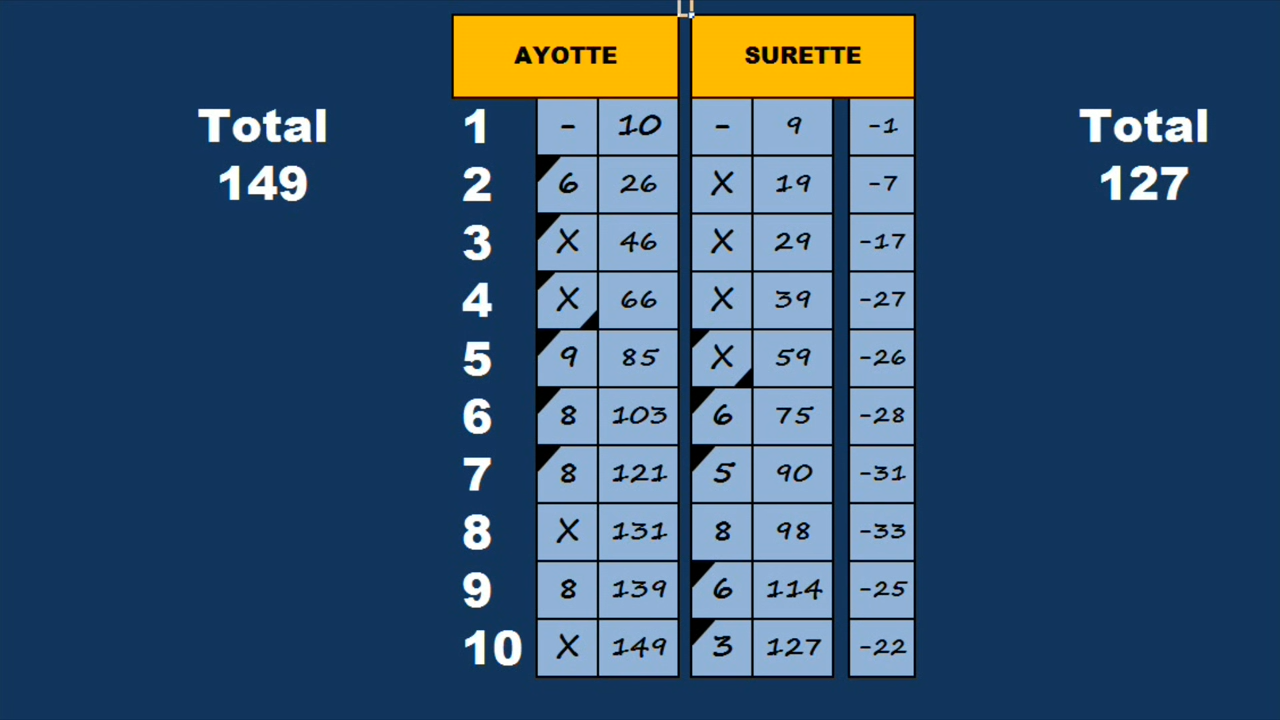 AYOTTE SURETTE
Total 149
Total 127
1 - 10 - 9 -1
2 6 26 X 19 -7
3 X 46 X 29 -17
4 X 66 X 39 -27
5 9 85 X 59 -26
6 8 103 6 75 -28
7 8 121 5 90 -31
8 X 131 8 98 -33
9 8 139 6 114 -25
10 X 149 3 127 -22